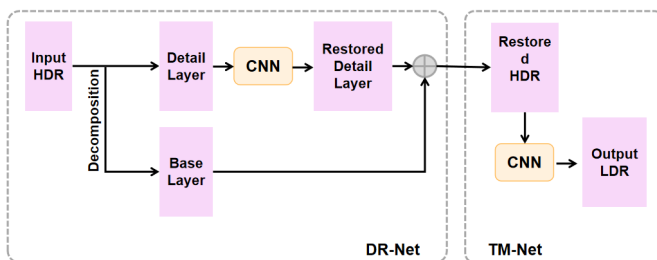 Input
HDR
Decomposition
Detail
Layer
CNN
Restored
Detail
Layer
Base
Layer
DR-Net
Restore
d
HDR
CNN
Output
LDR
TM-Net